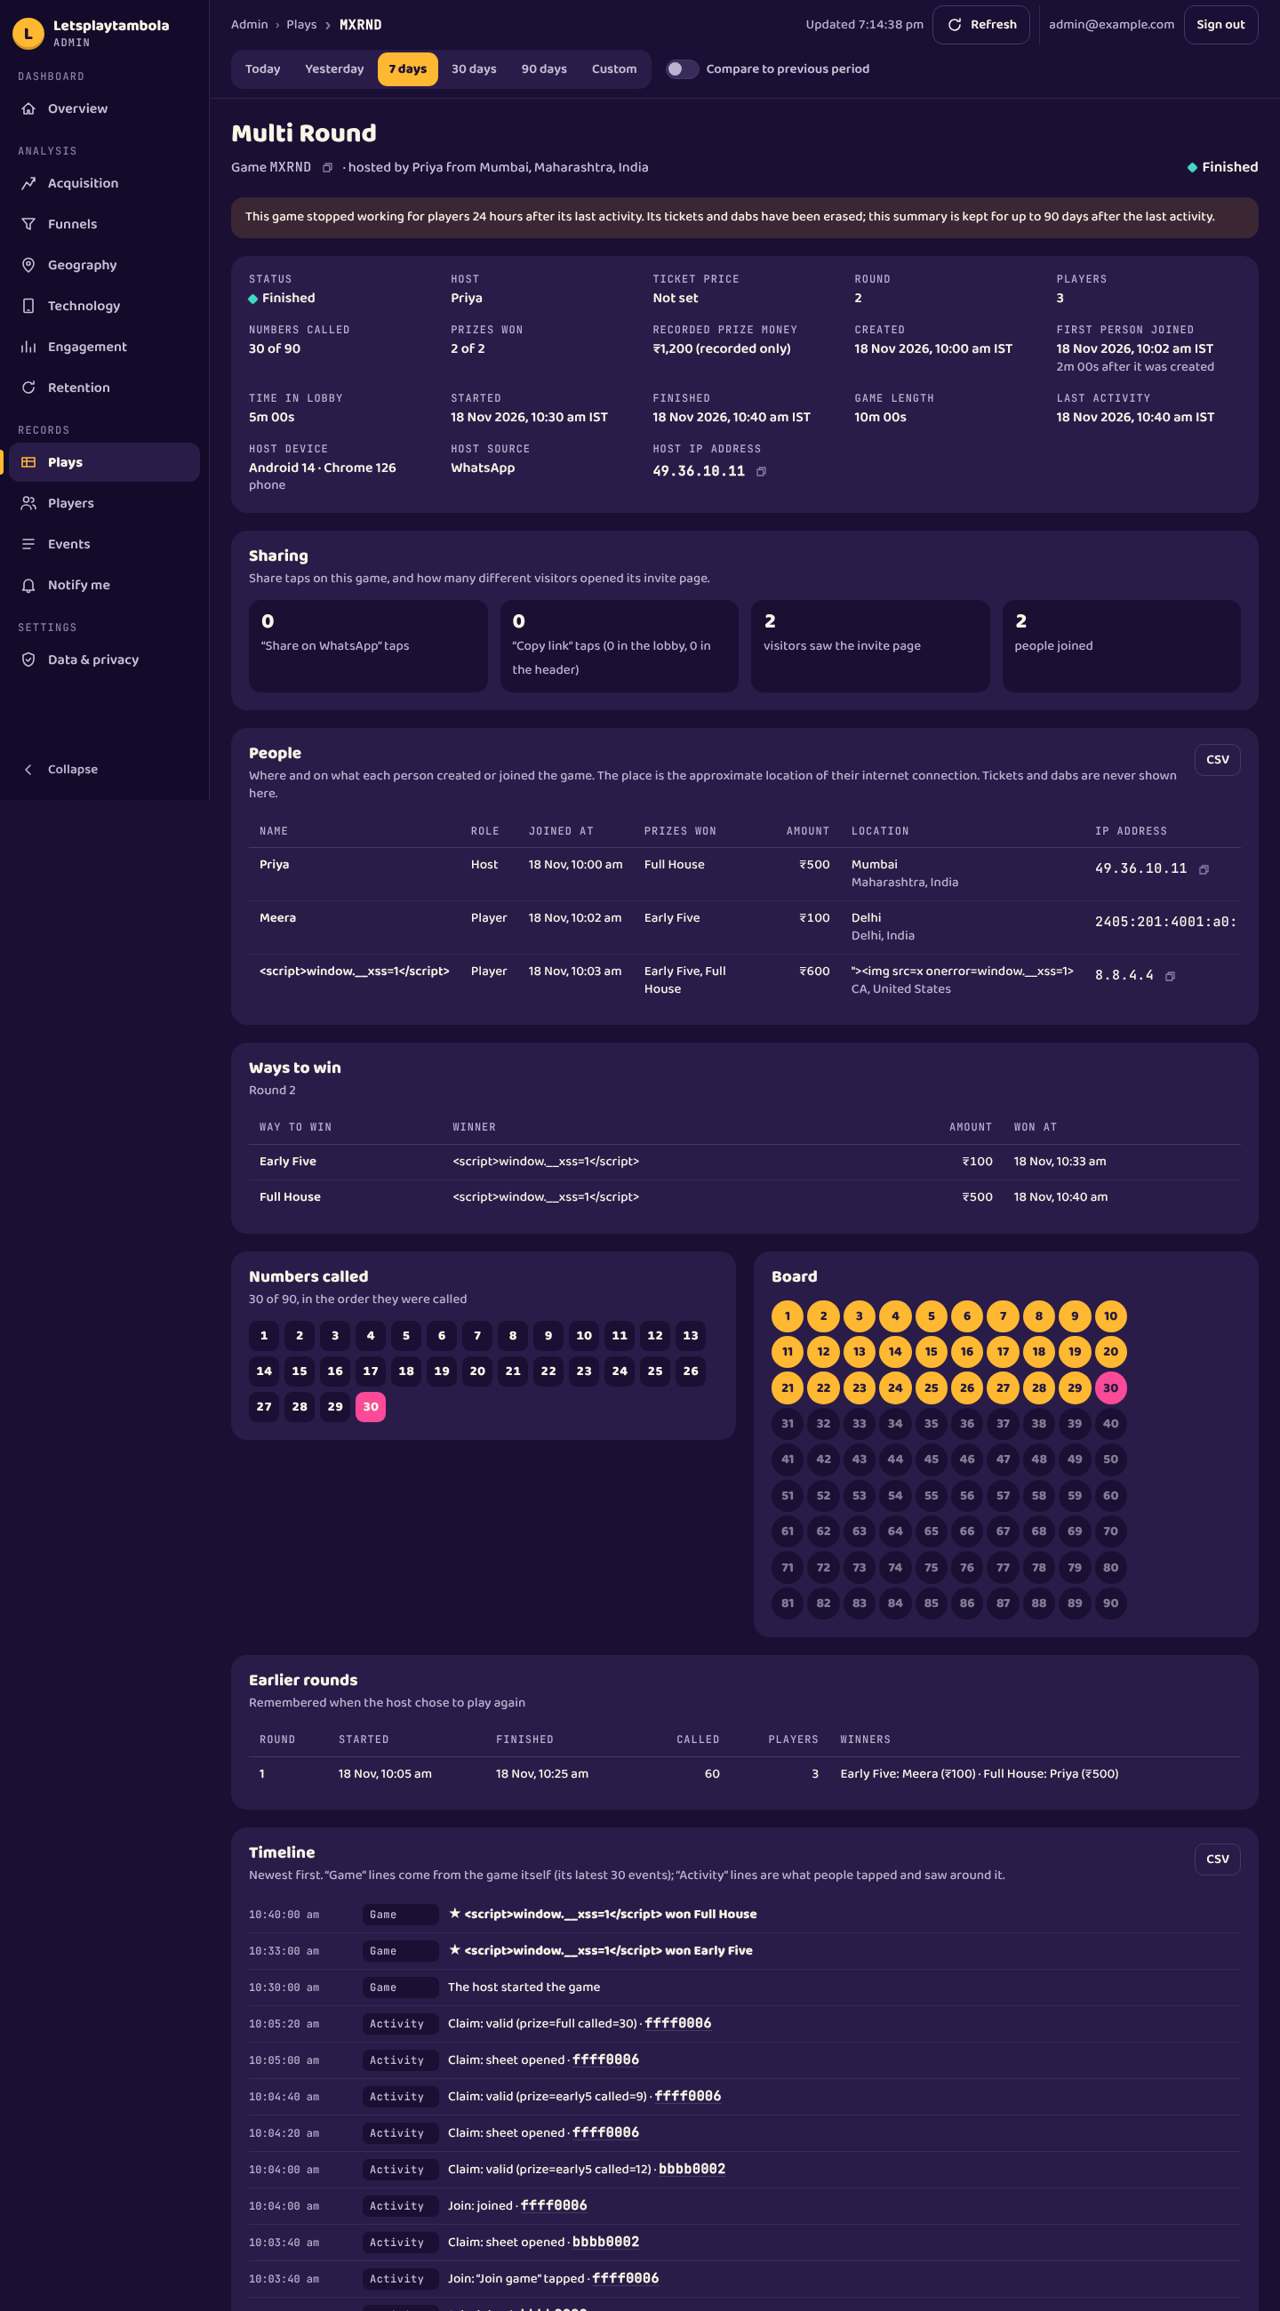 L
Letsplaytambola
ADMIN
DASHBOARD
Overview
ANALYSIS
Acquisition
Funnels
Geography
Technology
Engagement
Retention
RECORDS
Plays
Players
Events
Notify me
SETTINGS
Data & privacy
Collapse
Admin › Plays › MXRND
Updated 7:14:38 pm Refresh admin@example.com Sign out
Today Yesterday 7 days 30 days 90 days Custom Compare to previous period
Multi Round
Game MXRND · hosted by Priya from Mumbai, Maharashtra, India
Finished
This game stopped working for players 24 hours after its last activity. Its tickets and dabs have been erased; this summary is kept for up to 90 days after the last activity.
STATUS HOST TICKET PRICE ROUND PLAYERS
Finished Priya Not set 2 3
NUMBERS CALLED PRIZES WON RECORDED PRIZE MONEY CREATED FIRST PERSON JOINED
30 of 90 2 of 2 ₹1,200 (recorded only) 18 Nov 2026, 10:00 am IST 18 Nov 2026, 10:02 am IST
2m 00s after it was created
TIME IN LOBBY STARTED FINISHED GAME LENGTH LAST ACTIVITY
5m 00s 18 Nov 2026, 10:30 am IST 18 Nov 2026, 10:40 am IST 10m 00s 18 Nov 2026, 10:40 am IST
HOST DEVICE HOST SOURCE HOST IP ADDRESS
Android 14 · Chrome 126 WhatsApp 49.36.10.11
phone
Sharing
Share taps on this game, and how many different visitors opened its invite page.
0 0 2 2
"Share on WhatsApp" taps "Copy link" taps (0 in the lobby, 0 in visitors saw the invite page people joined
the header)
People
CSV
Where and on what each person created or joined the game. The place is the approximate location of their internet connection. Tickets and dabs are never shown
here.
NAME ROLE JOINED AT PRIZES WON AMOUNT LOCATION IP ADDRESS
Priya Host 18 Nov, 10:00 am Full House ₹500 Mumbai 49.36.10.11
Maharashtra, India
Meera Player 18 Nov, 10:02 am Early Five ₹100 Delhi 2405:201:4001:a0:
Delhi, India
<script>window.__xss=1</script> Player 18 Nov, 10:03 am Early Five, Full ₹600 "><img src=x onerror=window.__xss=1> 8.8.4.4
House CA, United States
Ways to win
Round 2
WAY TO WIN WINNER AMOUNT WON AT
Early Five <script>window.__xss=1</script> ₹100 18 Nov, 10:33 am
Full House <script>window.__xss=1</script> ₹500 18 Nov, 10:40 am
Numbers called
30 of 90, in the order they were called
1 2 3 4 5 6 7 8 9 10 11 12 13
14 15 16 17 18 19 20 21 22 23 24 25 26
27 28 29 30
Board
1 2 3 4 5 6 7 8 9 10
11 12 13 14 15 16 17 18 19 20
21 22 23 24 25 26 27 28 29 30
31 32 33 34 35 36 37 38 39 40
41 42 43 44 45 46 47 48 49 50
51 52 53 54 55 56 57 58 59 60
61 62 63 64 65 66 67 68 69 70
71 72 73 74 75 76 77 78 79 80
81 82 83 84 85 86 87 88 89 90
Earlier rounds
Remembered when the host chose to play again
ROUND STARTED FINISHED CALLED PLAYERS WINNERS
1 18 Nov, 10:05 am 18 Nov, 10:25 am 60 3 Early Five: Meera (₹100) · Full House: Priya (₹500)
Timeline
CSV
Newest first. "Game" lines come from the game itself (its latest 30 events); "Activity" lines are what people tapped and saw around it.
10:40:00 am Game ★ <script>window.__xss=1</script> won Full House
10:33:00 am Game ★ <script>window.__xss=1</script> won Early Five
10:30:00 am Game The host started the game
10:05:20 am Activity Claim: valid (prize=full called=30) · ffff0006
10:05:00 am Activity Claim: sheet opened · ffff0006
10:04:40 am Activity Claim: valid (prize=early5 called=9) · ffff0006
10:04:20 am Activity Claim: sheet opened · ffff0006
10:04:00 am Activity Claim: valid (prize=early5 called=12) · bbbb0002
10:04:00 am Activity Join: joined · ffff0006
10:03:40 am Activity Claim: sheet opened · bbbb0002
10:03:40 am Activity Join: "Join game" tapped · ffff0006